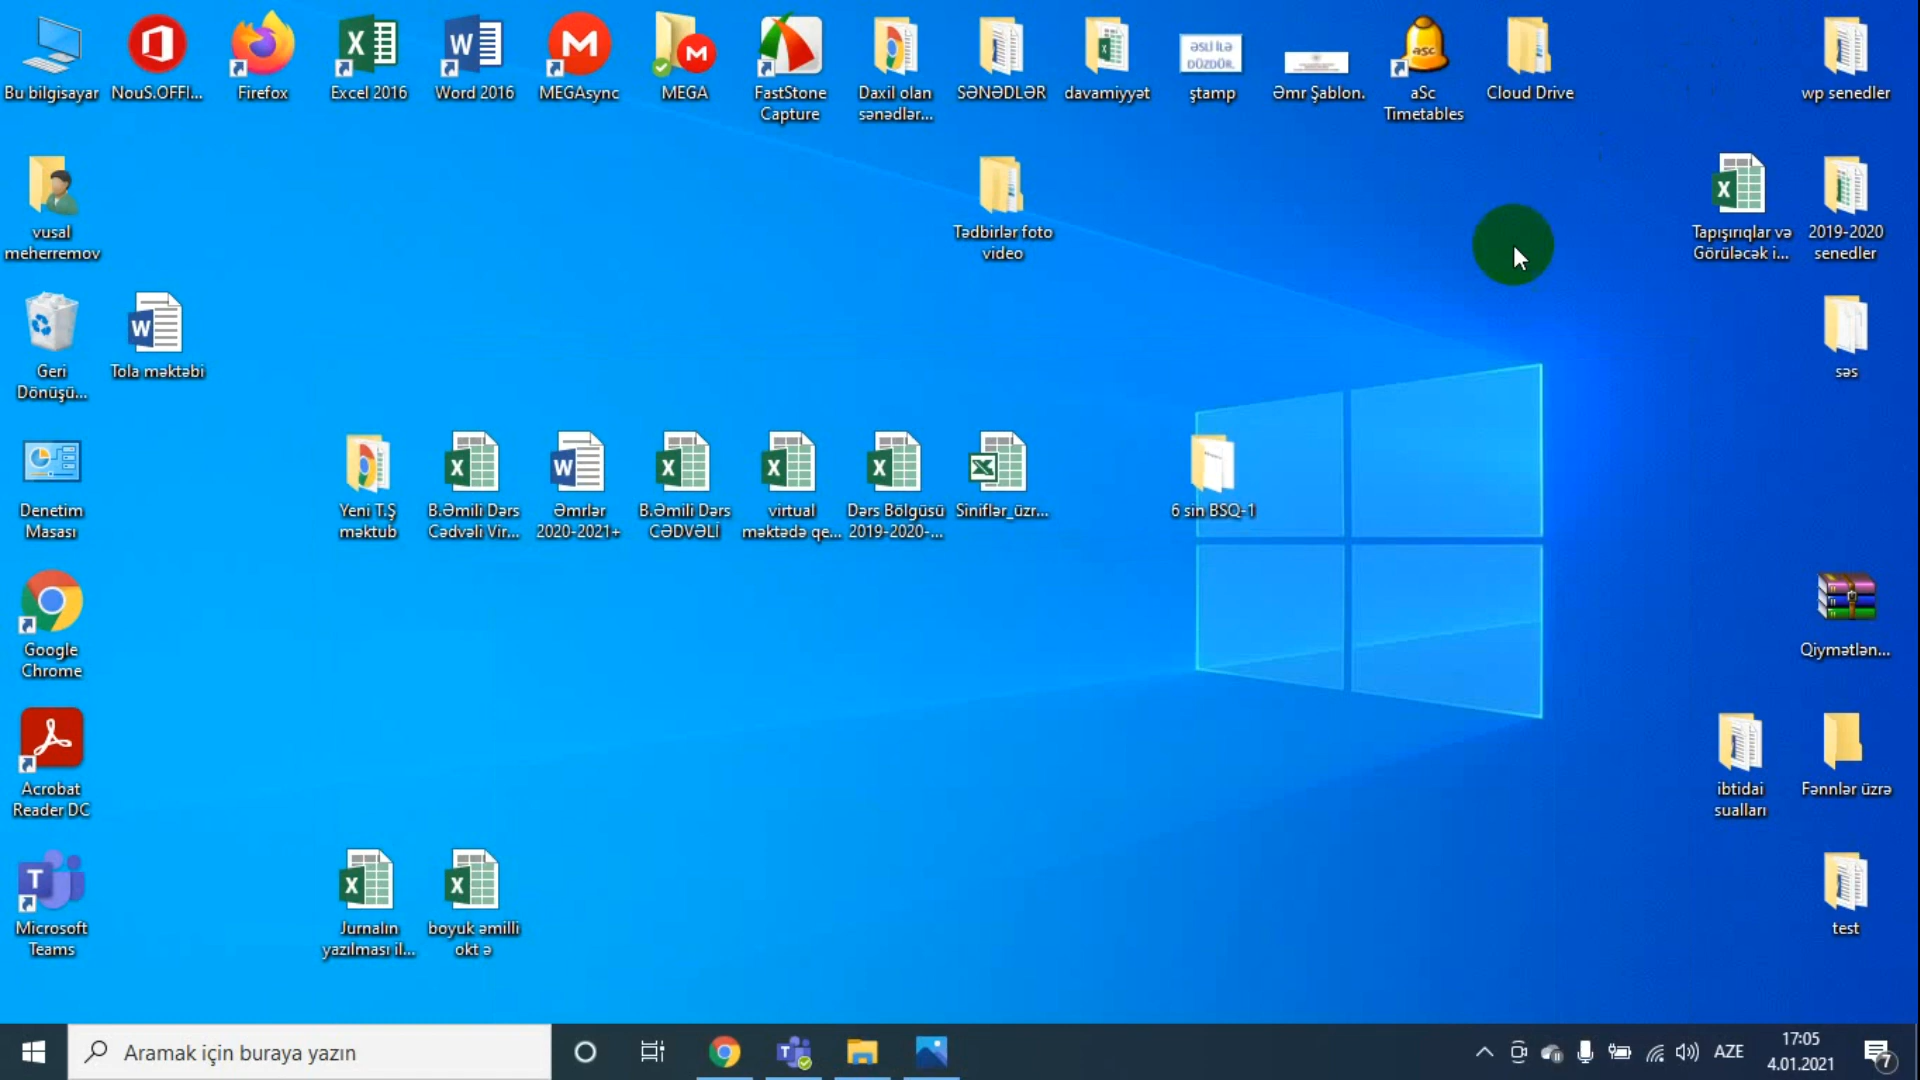 Bu bilgisayar
NouS.OFFI...
Firefox
Excel 2016
Word 2016
MEGAsync
MEGA
FastStone
Capture
Daxil olan
sənədlər...
SƏNƏDLƏR
davamiyyət
ƏSLİ İLƏ
DÜZDÜR.
ştamp
Əmr Şablon.
aSc
Timetables
Cloud Drive
wp senedler
vusal
meherremov
Tədbirlər foto
video
Tapışırıqlar və
Görüləcək i...
2019-2020
senedler
Geri
Dönüşü...
Tola məktəbi
səs
Denetim
Masası
Yeni T.Ş
məktub
B.Əmili Dərs
Cədvəli Vir...
Əmrlər
2020-2021+
B.Əmili Dərs
CƏDVƏLİ
virtual
məktədə qe...
Dərs Bölgüsü
2019-2020-...
Siniflər_üzr...
6 sin BSQ-1
Google
Chrome
Qiymətlən...
Acrobat
Reader DC
ibtidai
sualları
Fənnlər üzrə
Microsoft
Teams
Jurnalın
yazılması il...
boyuk əmilli
okt ə
test
Aramak için buraya yazın
AZE
17:05
4.01.2021
7